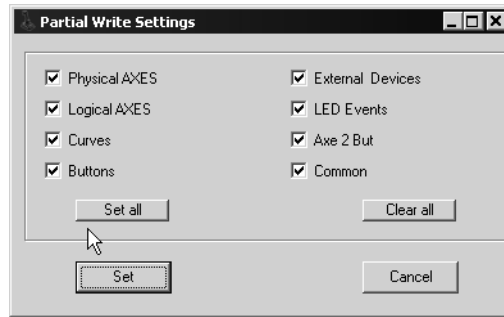 Partial Write Settings
Physical AXES
External Devices
Logical AXES
LED Events
Curves
Axe 2 But
Buttons
Common
Set all
Clear all
Set
Cancel